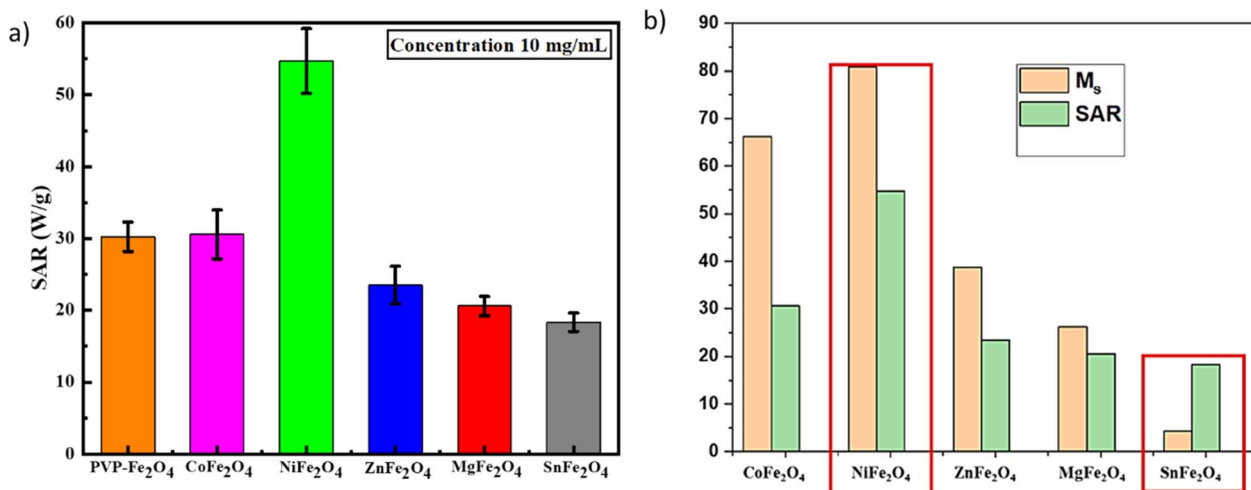 a)
60
50
40
30
20
10
0
SAR (W/g)
Concentration 10 mg/mL
PVP-Fe₂O₄ CoFe₂O₄ NiFe₂O₄ ZnFe₂O₄ MgFe₂O₄ SnFe₂O₄
b)
90
80
70
60
50
40
30
20
10
0
Mₛ
SAR
CoFe₂O₄ NiFe₂O₄ ZnFe₂O₄ MgFe₂O₄ SnFe₂O₄